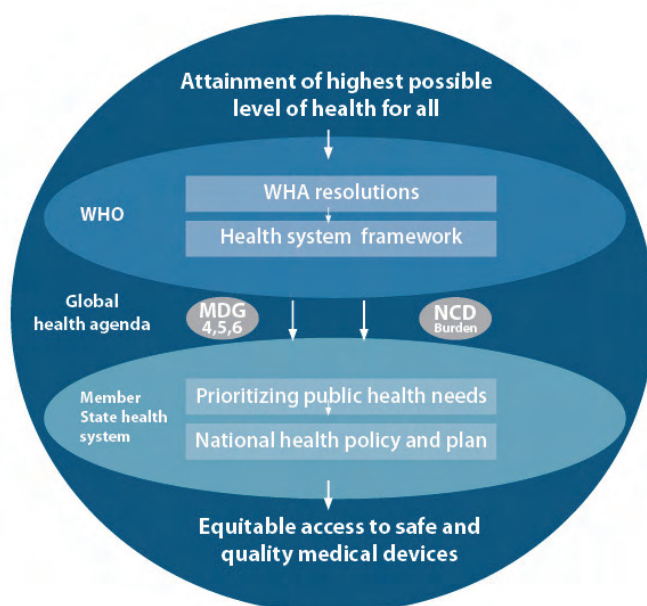 Attainment of highest possible
level of health for all
WHO
WHA resolutions
Health system framework
Global
health agenda
MDG
4,5,6
NCD
Burden
Member
State health
system
Prioritizing public health needs
National health policy and plan
Equitable access to safe and
quality medical devices